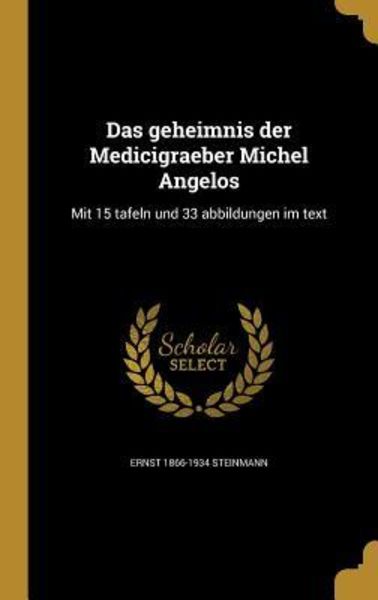 Das geheimnis der
Medicigraeber Michel
Angelos
Mit 15 tafeln und 33 abbildungen im text
Scholar
SELECT
ERNST 1866-1934 STEINMANN